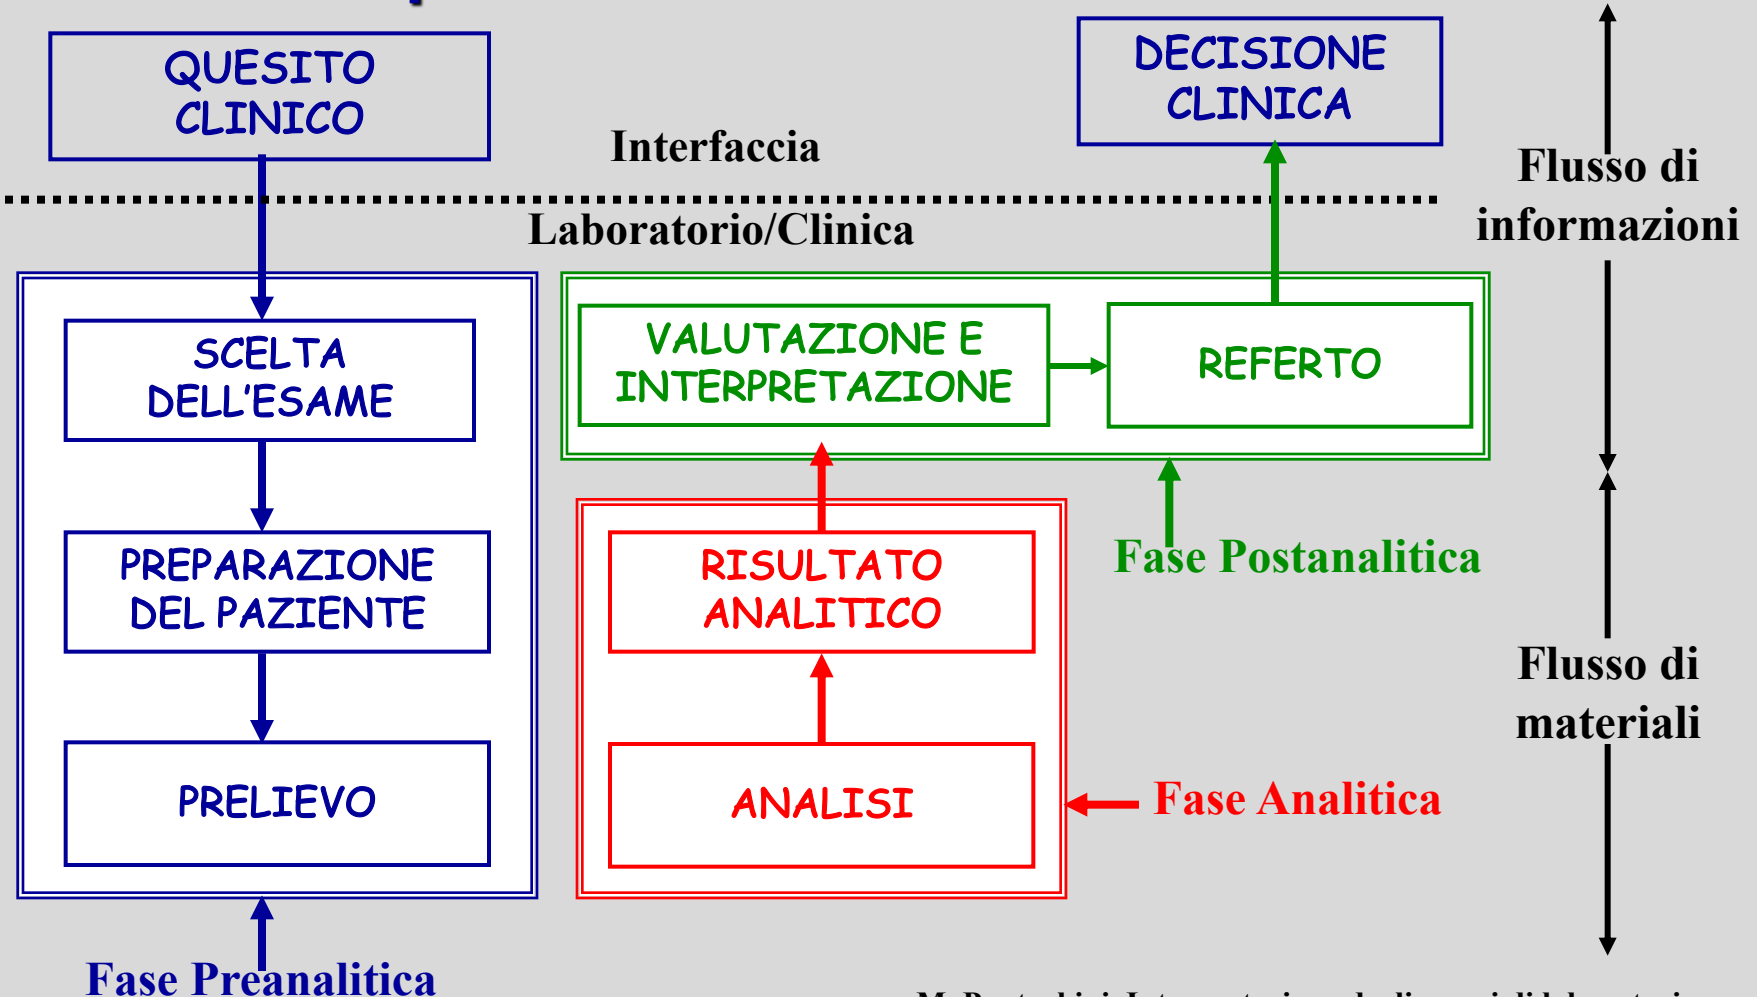 QUESITO
CLINICO
DECISIONE
CLINICA
Interfaccia
Laboratorio/Clinica
Flusso di
informazioni
SCELTA
DELL'ESAME
VALUTAZIONE E
INTERPRETAZIONE
REFERTO
PREPARAZIONE
DEL PAZIENTE
RISULTATO
ANALITICO
Fase Postanalitica
Flusso di
materiali
PRELIEVO
ANALISI
Fase Analitica
Fase Preanalitica